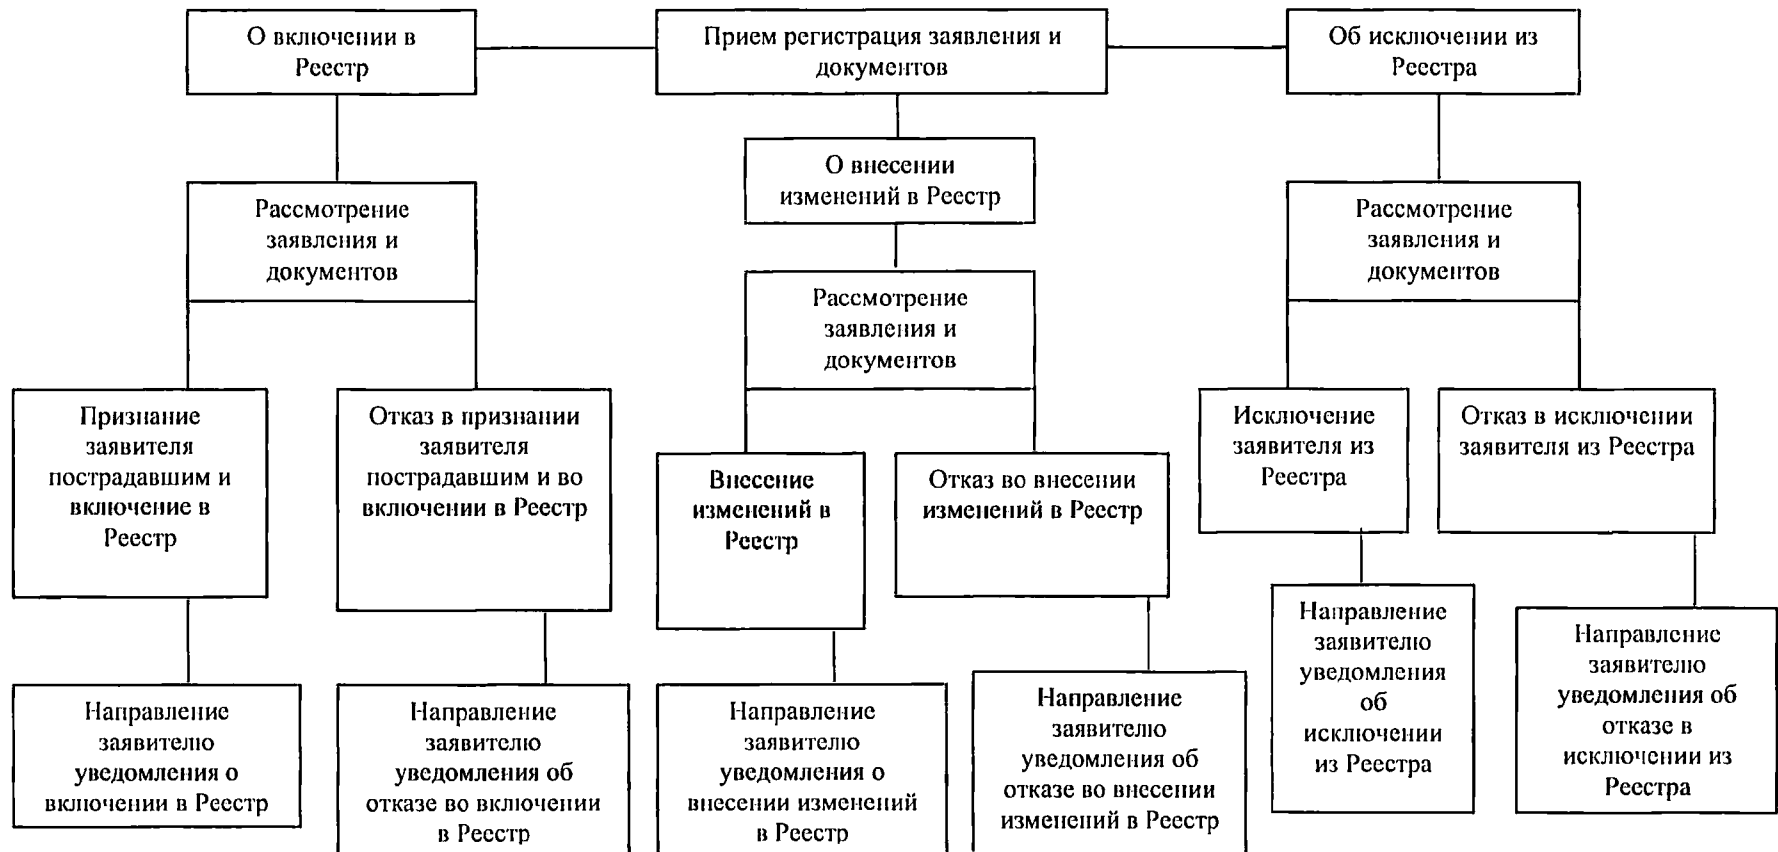 О включении в
Реестр
Прием регистрация заявления и
документов
Об исключении из
Реестра
О внесении
изменений в Реестр
Рассмотрение
заявления и
документов
Рассмотрение
заявления и
документов
Рассмотрение
заявления и
документов
Признание
заявителя
пострадавшим и
включение в
Реестр
Отказ в признании
заявителя
пострадавшим и во
включении в Реестр
Внесение
изменений в
Реестр
Отказ во внесении
изменений в Реестр
Исключение
заявителя из
Реестра
Отказ в исключении
заявителя из Реестра
Направление
заявителю
уведомления о
включении в Реестр
Направление
заявителю
уведомления об
отказе во включении
в Реестр
Направление
заявителю
уведомления о
внесении изменений
в Реестр
Направление
заявителю
уведомления об
отказе во внесении
изменений в Реестр
Направление
заявителю
уведомления
об
исключении
из Реестра
Направление
заявителю
уведомления об
отказе в
исключении из
Реестра